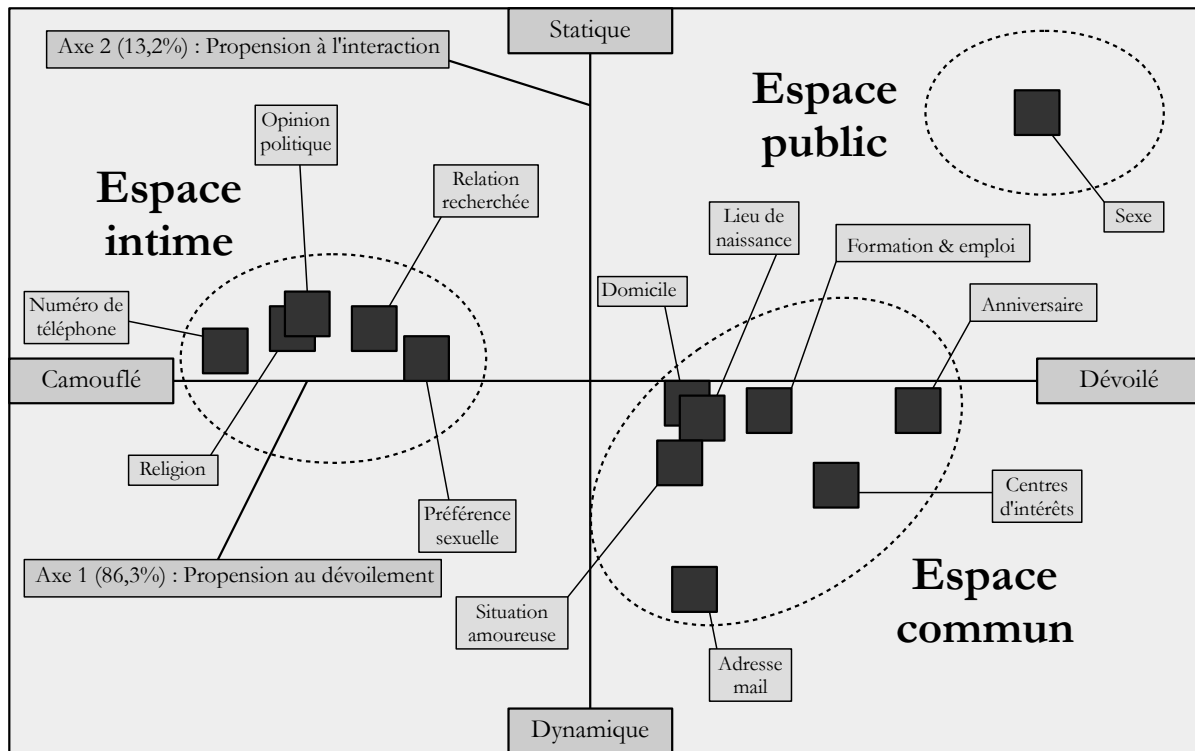 Statique
Axe 2 (13,2%) : Propension à l'interaction
Espace
public
Opinion
politique
Espace
intime
Relation
recherchée
Lieu de
naissance
Sexe
Formation & emploi
Domicile
Anniversaire
Numéro de
téléphone
Camouflé
Dévoilé
Religion
Centres
d'intérêts
Préférence
sexuelle
Axe 1 (86,3%) : Propension au dévoilement
Espace
commun
Situation
amoureuse
Adresse
mail
Dynamique